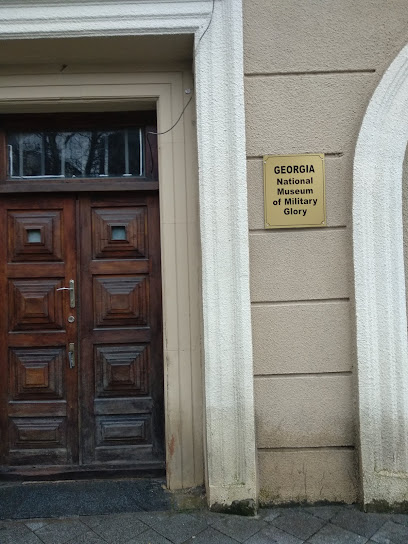 GEORGIA
National
Museum
of Military
Glory